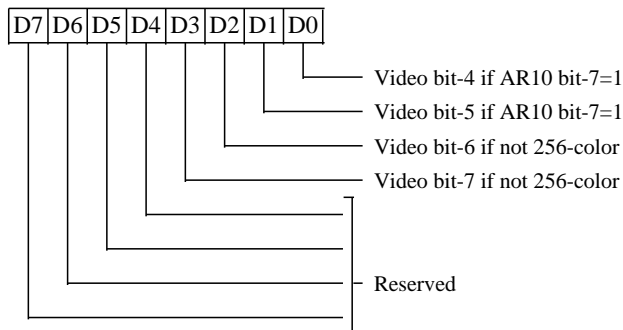 D7 D6 D5 D4 D3 D2 D1 D0
Video bit-4 if AR10 bit-7=1
Video bit-5 if AR10 bit-7=1
Video bit-6 if not 256-color
Video bit-7 if not 256-color
Reserved